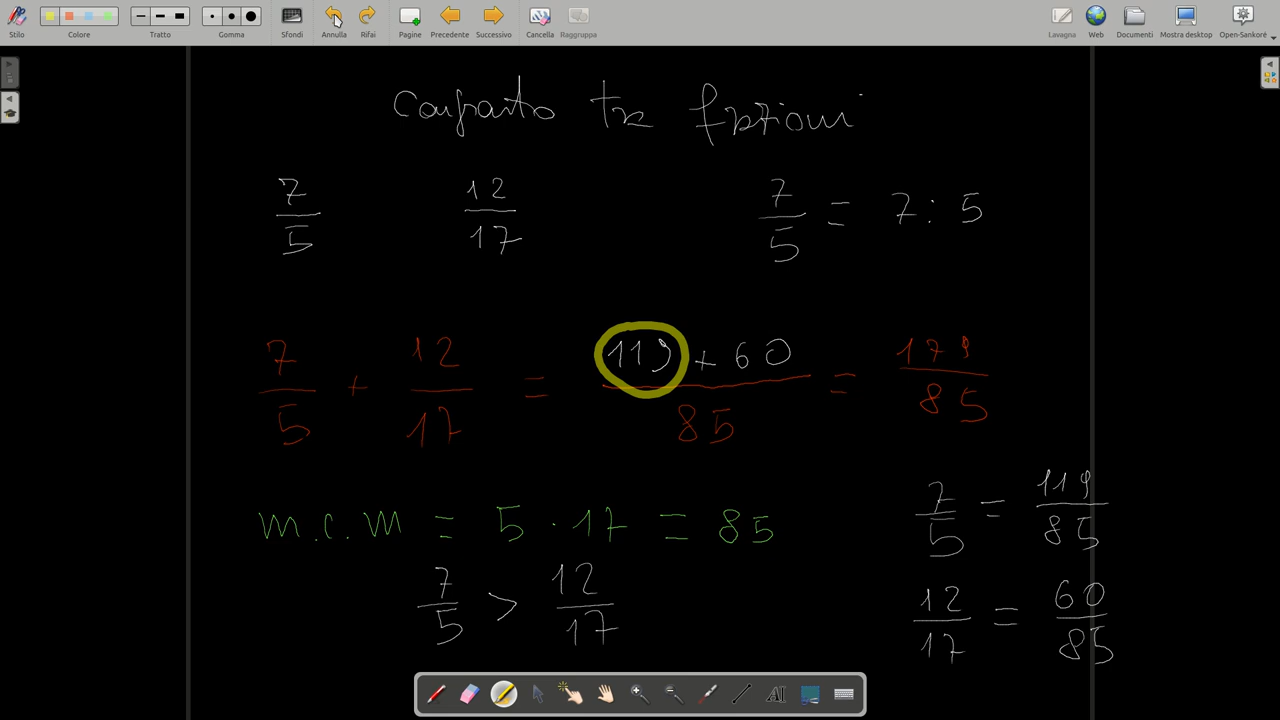 Stilo Colore Tratto Gomma Sfondi Annulla Rifai Pagine Precedente Successivo Cancella Raggruppa Lavagna Web Documenti Mostra desktop Open-Sankoré
Confronto tra frazioni
7/5 12/17 7/5 = 7 : 5
7/5 + 12/17 = 119 + 60/85 = 179/85
m.c.m = 5 · 17 = 85
7/5 = 119/85
7/5 > 12/17
12/17 = 60/85
AI